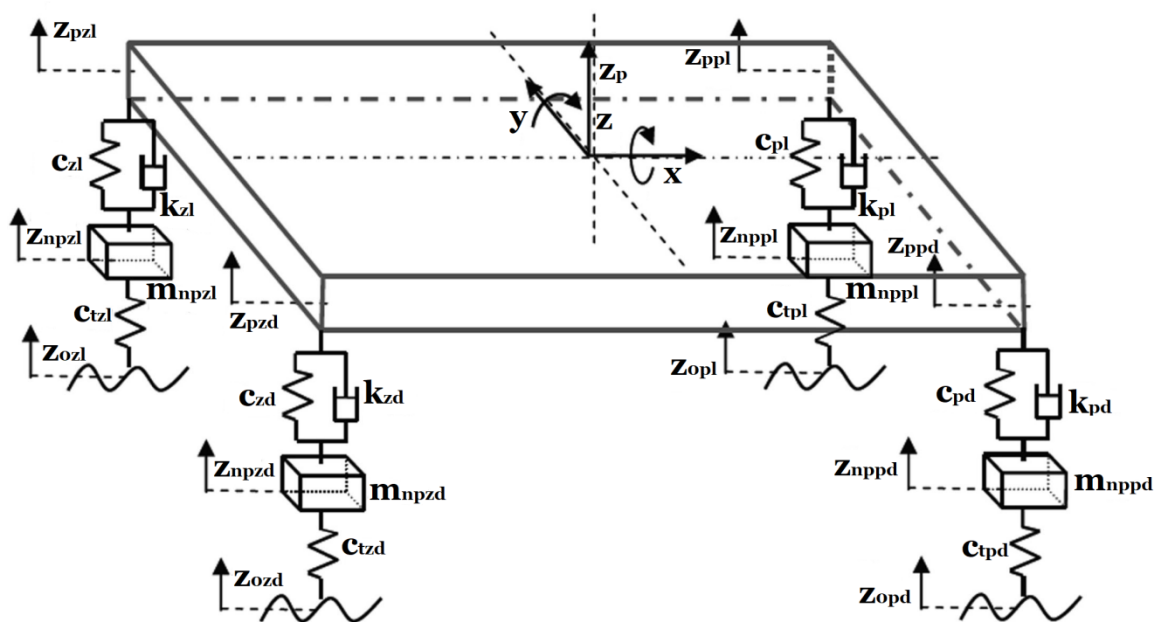 zpzl
zp
zppl
y
z
x
czl
kzl
cpl
kpl
znpzl
mnpzl
znppl
mnppl
zppd
zpzd
ctzl
ctpl
zozl
zopl
czd
kzd
cpd
kpd
znpzd
mnpzd
znppd
mnppd
ctzd
ctpd
zozd
zopd